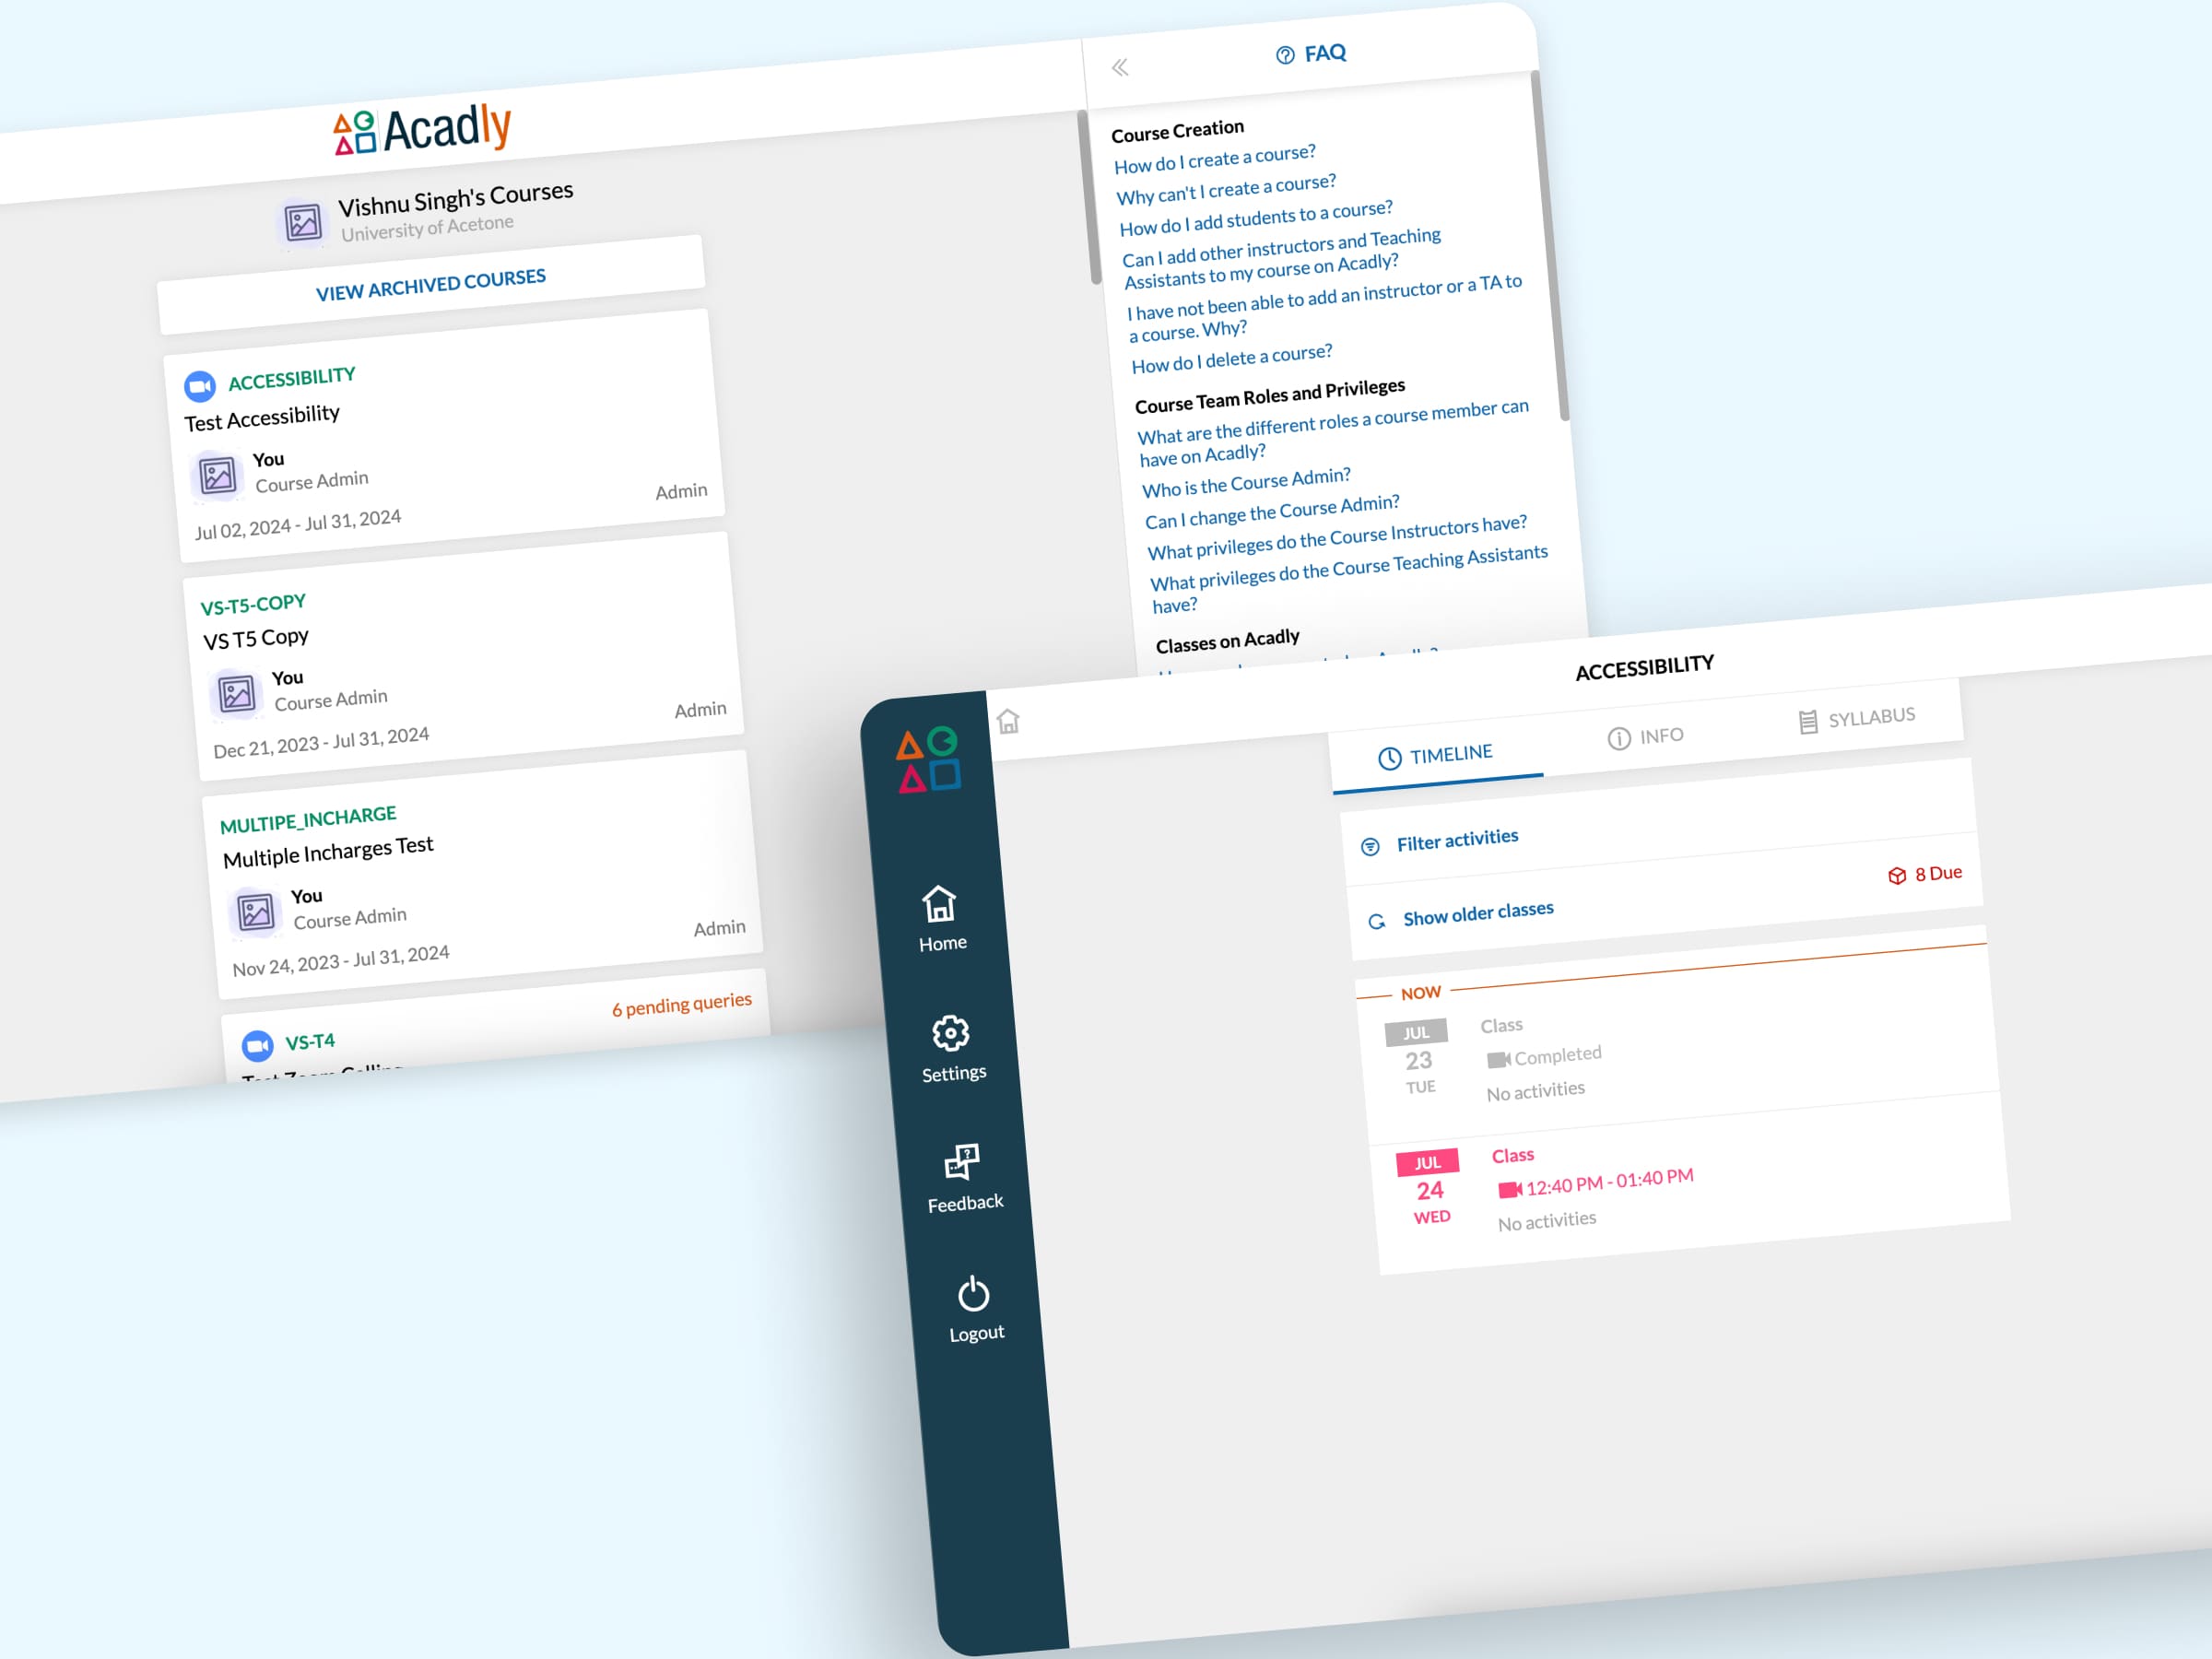 Acadly
Vishnu Singh's Courses
University of Acetone
VIEW ARCHIVED COURSES
ACCESSIBILITY
Test Accessibility
You
Course Admin
Jul 02, 2024 - Jul 31, 2024
Admin
VS-T5-COPY
VS T5 Copy
You
Course Admin
Dec 21, 2023 - Jul 31, 2024
Admin
MULTIPE_INCHARGE
Multiple Incharges Test
You
Course Admin
Nov 24, 2023 - Jul 31, 2024
Admin
VS-T4
6 pending queries
FAQ
Course Creation
How do I create a course?
Why can't I create a course?
How do I add students to a course?
Can I add other instructors and Teaching
Assistants to my course on Acadly?
I have not been able to add an instructor or a TA to
a course. Why?
How do I delete a course?
Course Team Roles and Privileges
What are the different roles a course member can
have on Acadly?
Who is the Course Admin?
Can I change the Course Admin?
What privileges do the Course Instructors have?
What privileges do the Course Teaching Assistants
have?
Classes on Acadly
ACCESSIBILITY
Home
Settings
Feedback
Logout
TIMELINE
INFO
SYLLABUS
Filter activities
Show older classes
8 Due
NOW
JUL
23
TUE
Class
Completed
No activities
JUL
24
WED
Class
12:40 PM - 01:40 PM
No activities